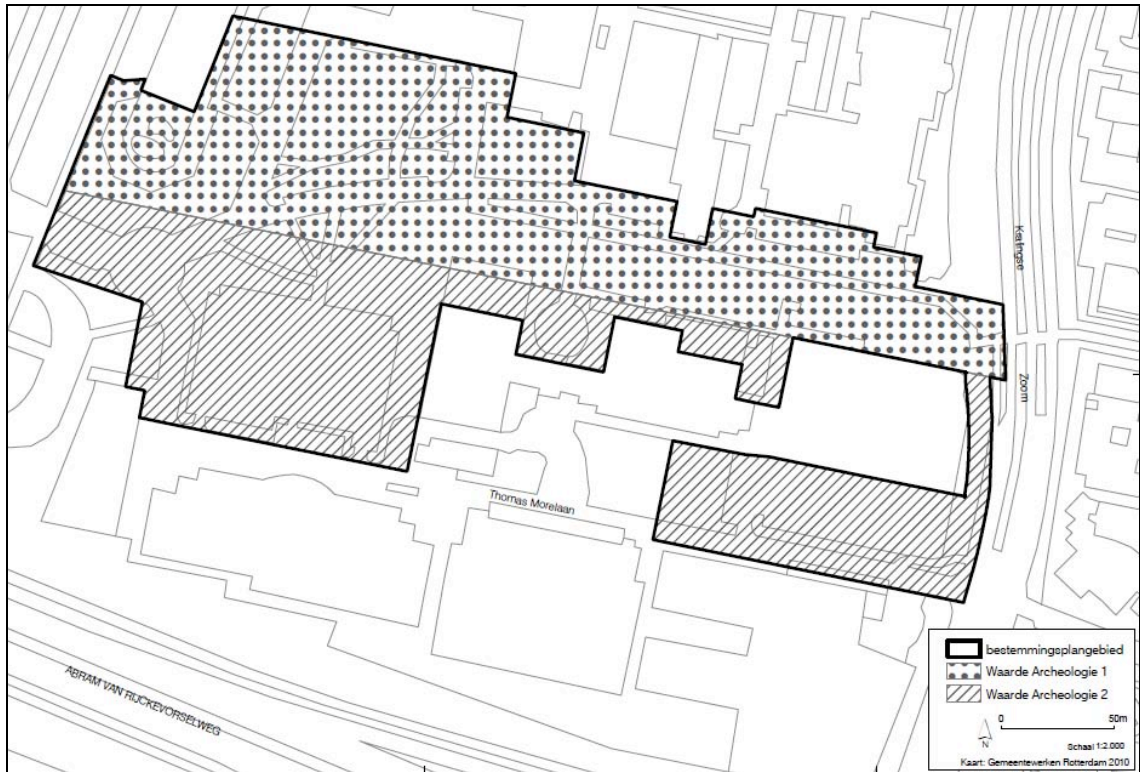 Kralingse
Zoom
Thomas Morelaan
ABRAM VAN RIJCKEVORSELWEG
bestemmingsplangebied
Waarde Archeologie 1
Waarde Archeologie 2
0 50m
N
Schaal 1:2.000
Kaart: Gemeentewerken Rotterdam 2010